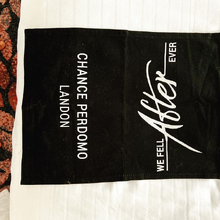 WE FELL
After
EVER
CHANCE PERDOMO
LANDON